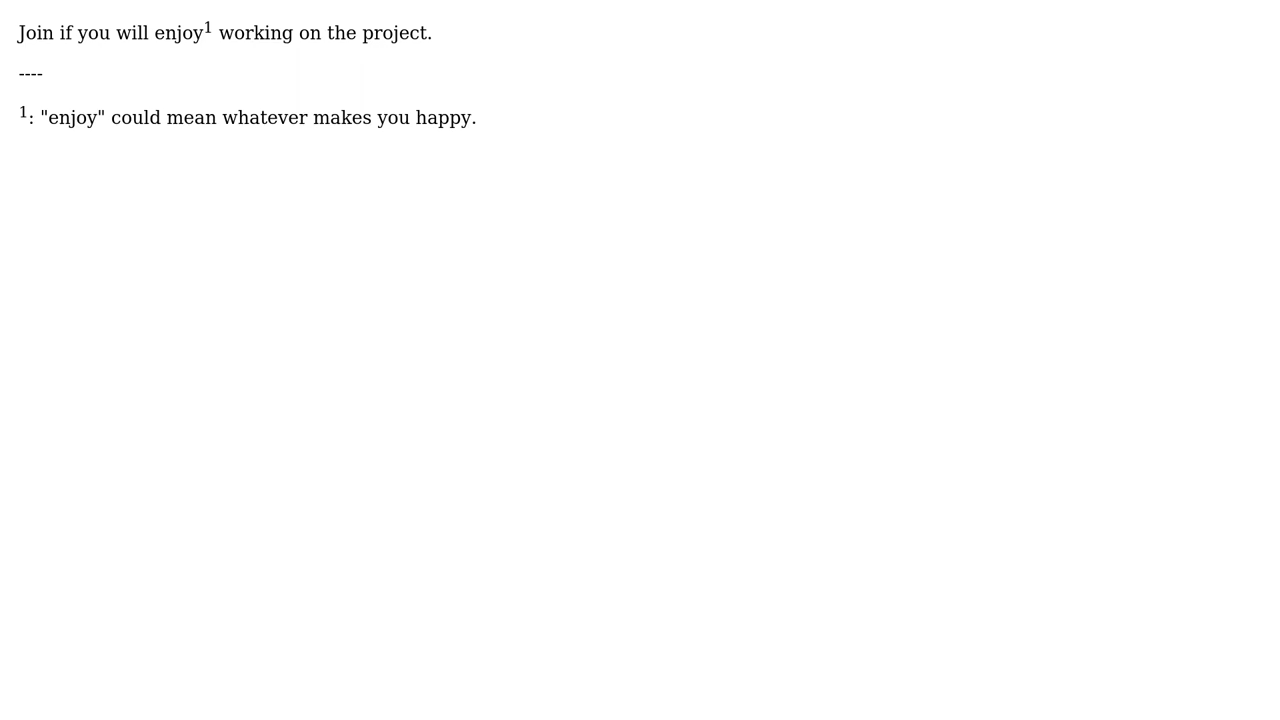 Join if you will enjoy¹ working on the project.
----
¹: "enjoy" could mean whatever makes you happy.